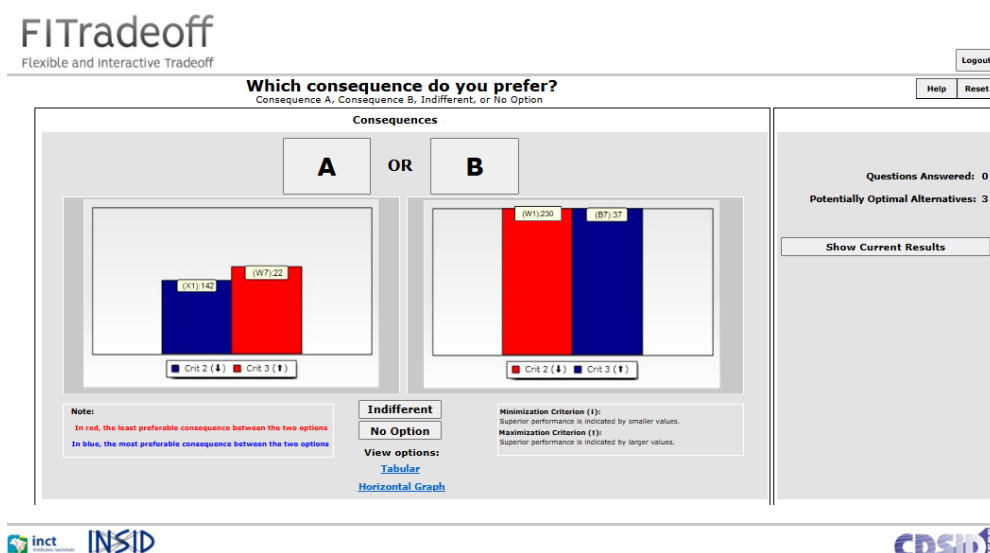 FITradeoff
Flexible and Interactive Tradeoff
Logout
Which consequence do you prefer?
Consequence A, Consequence B, Indifferent, or No Option
Help Reset
Consequences
A OR B
Questions Answered: 0
Potentially Optimal Alternatives: 3
Show Current Results
(X1):142
(W7):22
Crit 2 (⬇) Crit 3 (⬆)
(W1):230
(B7):37
Crit 2 (⬇) Crit 3 (⬆)
Note:
In red, the least preferable consequence between the two options
In blue, the most preferable consequence between the two options
Indifferent
No Option
View options:
Tabular
Horizontal Graph
Minimization Criterion (⬇):
Superior performance is indicated by smaller values.
Maximization Criterion (⬆):
Superior performance is indicated by larger values.
inct
INSID
CDSID